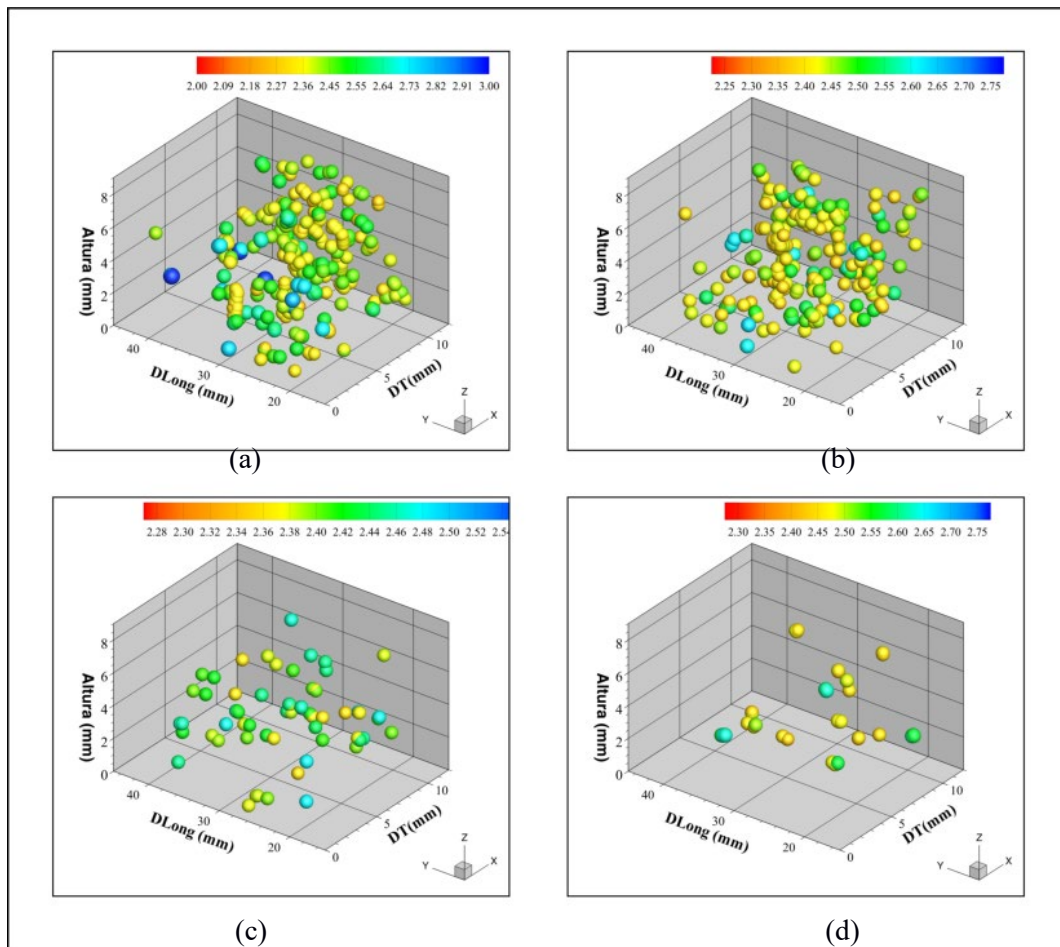 2.00 2.09 2.18 2.27 2.36 2.45 2.55 2.64 2.73 2.82 2.91 3.00
8
6
4
2
0
Altura (mm)
40
30
20
DLong (mm)
0
5
10
DT(mm)
Z
Y
X
(a)
2.25 2.30 2.35 2.40 2.45 2.50 2.55 2.60 2.65 2.70 2.75
8
6
4
2
0
Altura (mm)
40
30
20
DLong (mm)
0
5
10
DT(mm)
Z
Y
X
(b)
2.28 2.30 2.32 2.34 2.36 2.38 2.40 2.42 2.44 2.46 2.48 2.50 2.52 2.54
8
6
4
2
0
Altura (mm)
40
30
20
DLong (mm)
0
5
10
DT(mm)
Z
Y
X
(c)
2.30 2.35 2.40 2.45 2.50 2.55 2.60 2.65 2.70 2.75
8
6
4
2
0
Altura (mm)
40
30
20
DLong (mm)
0
5
10
DT(mm)
Z
Y
X
(d)